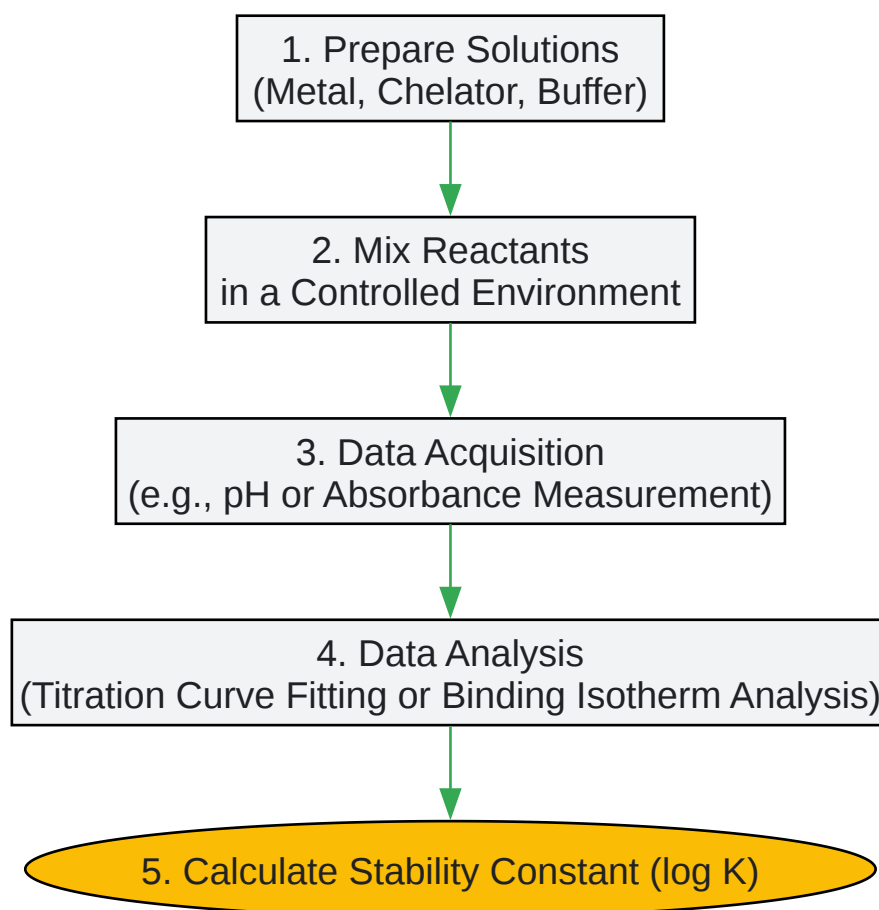 1. Prepare Solutions
(Metal, Chelator, Buffer)
2. Mix Reactants
in a Controlled Environment
3. Data Acquisition
(e.g., pH or Absorbance Measurement)
4. Data Analysis
(Titration Curve Fitting or Binding Isotherm Analysis)
5. Calculate Stability Constant (log K)